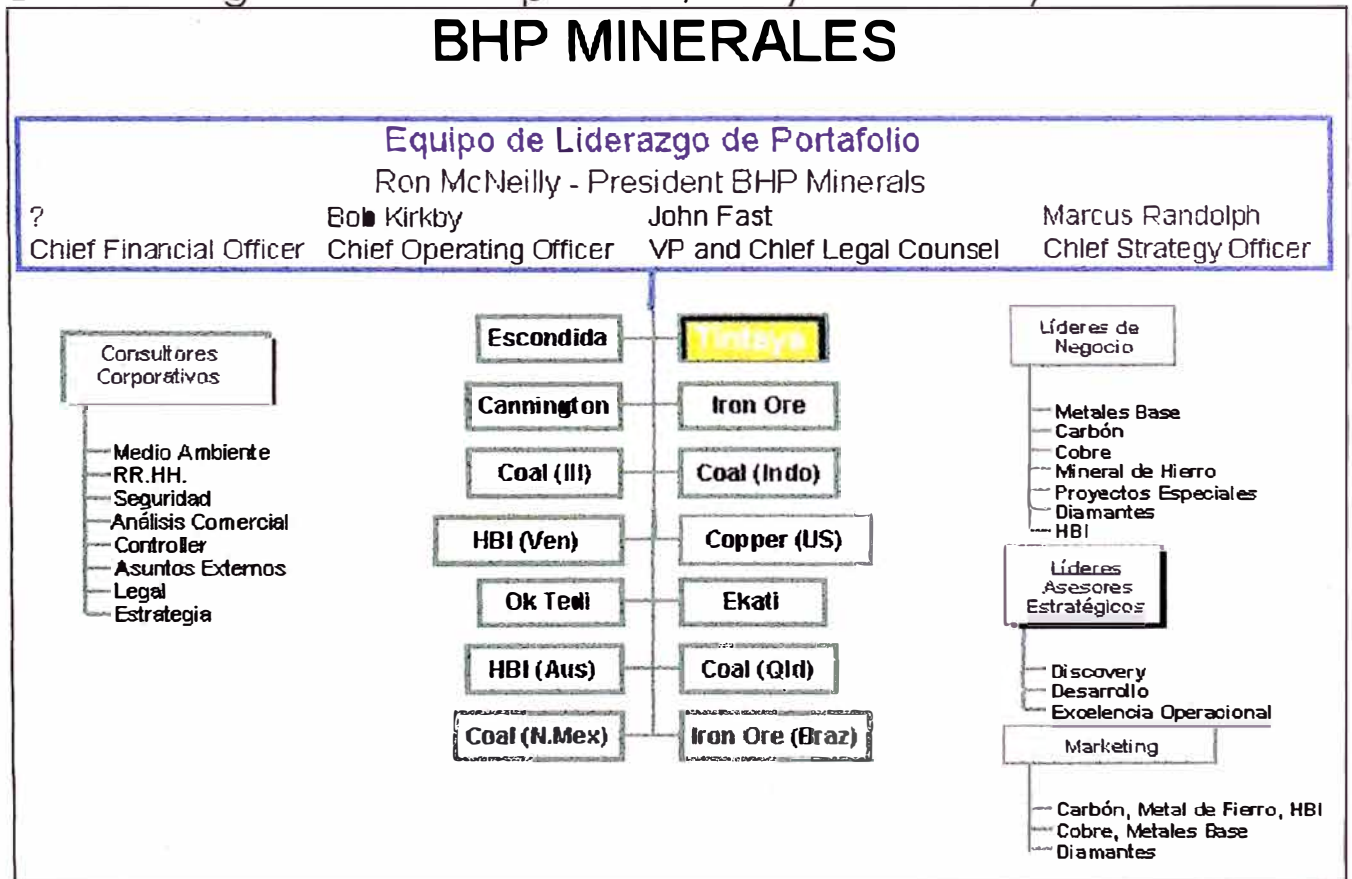 BHP MINERALES
Equipo de Liderazgo de Portafolio
Ron McNeilly - President BHP Minerals
?
Chief Financial Officer
Bob Kirkby
Chief Operating Officer
John Fast
VP and Chief Legal Counsel
Marcus Randolph
Chief Strategy Officer
Consultores
Corporativos
Medio Ambiente
RR.HH.
Seguridad
Análisis Comercial
Controller
Asuntos Externos
Legal
Estrategia
Escondida
Tintaya
Cannington
Iron Ore
Coal (Ill)
Coal (Indo)
HBI (Ven)
Copper (US)
Ok Tedi
Ekati
HBI (Aus)
Coal (Qld)
Coal (N.Mex)
Iron Ore (Braz)
Líderes de
Negocio
Metales Base
Carbón
Cobre
Mineral de Hierro
Proyectos Especiales
Diamantes
HBI
Líderes
Asesores
Estratégicos
Discovery
Desarrollo
Excelencia Operacional
Marketing
Carbón, Metal de Fierro, HBI
Cobre, Metales Base
Diamantes